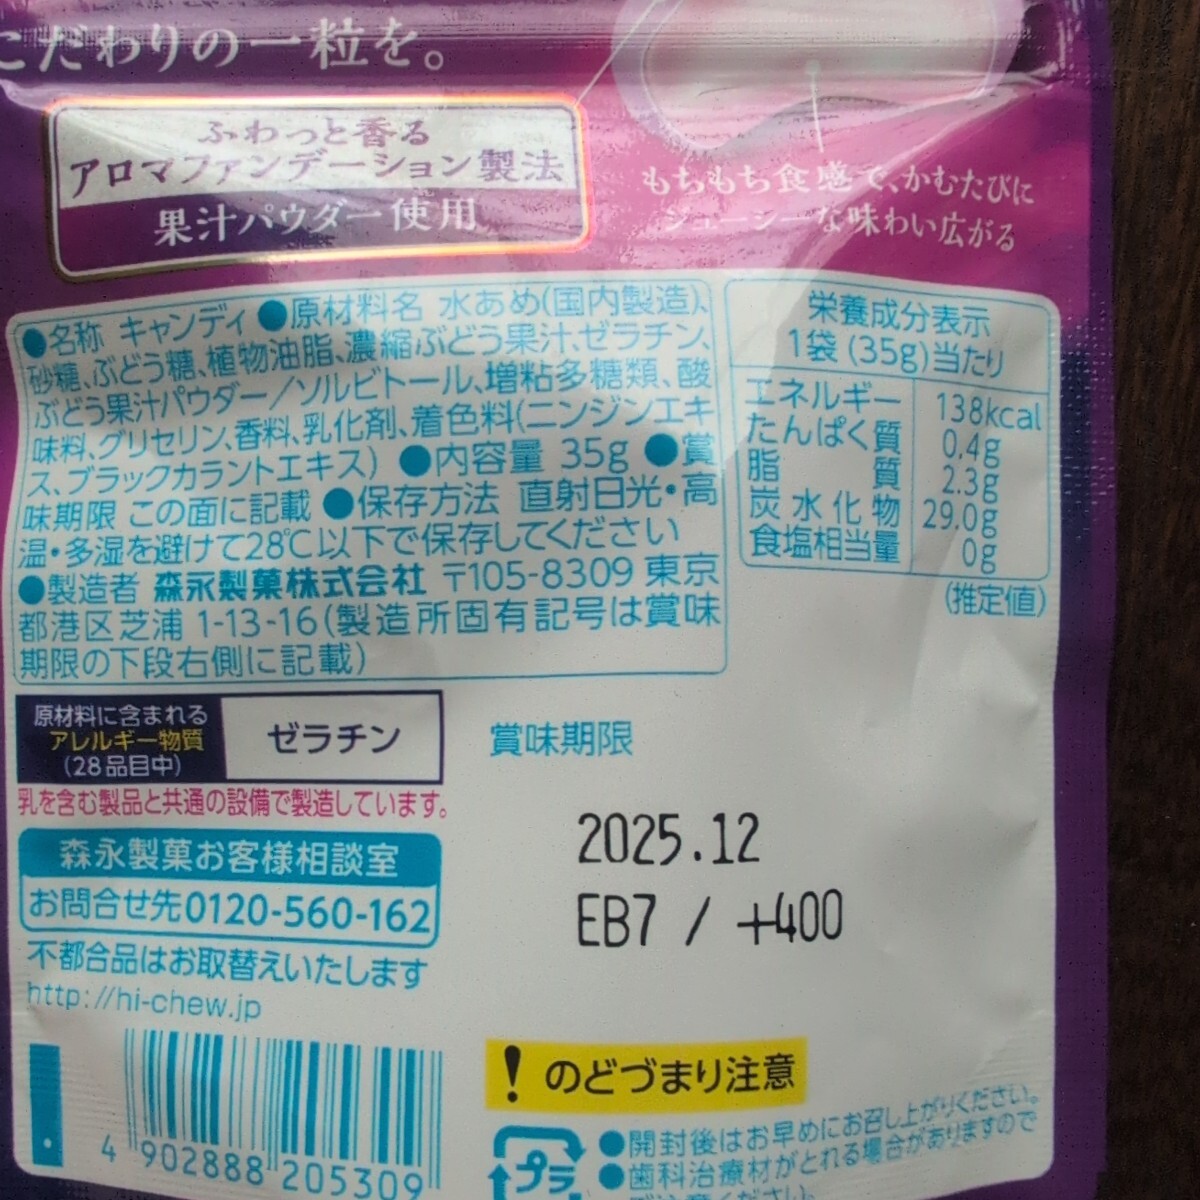 こだわりの一粒を。
ふわっと香る
アロマファンデーション製法
果汁パウダー使用
もちもち食感で、かむたびに
ジューシーな味わい広がる
●名称 キャンディ ●原材料名 水あめ(国内製造)、
砂糖、ぶどう糖、植物油脂、濃縮ぶどう果汁、ゼラチン、
ぶどう果汁パウダー／ソルビトール、増粘多糖類、酸
味料、グリセリン、香料、乳化剤、着色料(ニンジンエキ
ス、ブラックカラントエキス) ●内容量 35g ●賞
味期限 この面に記載 ●保存方法 直射日光・高
温・多湿を避けて28℃以下で保存してください
●製造者 森永製菓株式会社 〒105-8309 東京
都港区芝浦 1-13-16(製造所固有記号は賞味
期限の下段右側に記載)
栄養成分表示
1袋(35g)当たり
エネルギー 138kcal
たんぱく質 0.4g
脂質 2.3g
炭水化物 29.0g
食塩相当量 0g
(推定値)
原材料に含まれる
アレルギー物質
(28品目中)
ゼラチン
乳を含む製品と共通の設備で製造しています。
森永製菓お客様相談室
お問合せ先0120-560-162
不都合品はお取替えいたします
http://hi-chew.jp
4 902888 205309
賞味期限
2025.12
EB7 / +400
! のどづまり注意
プラ
●開封後はお早めにお召し上がりください。
●歯科治療材がとれる場合がありますので
ご注意ください。